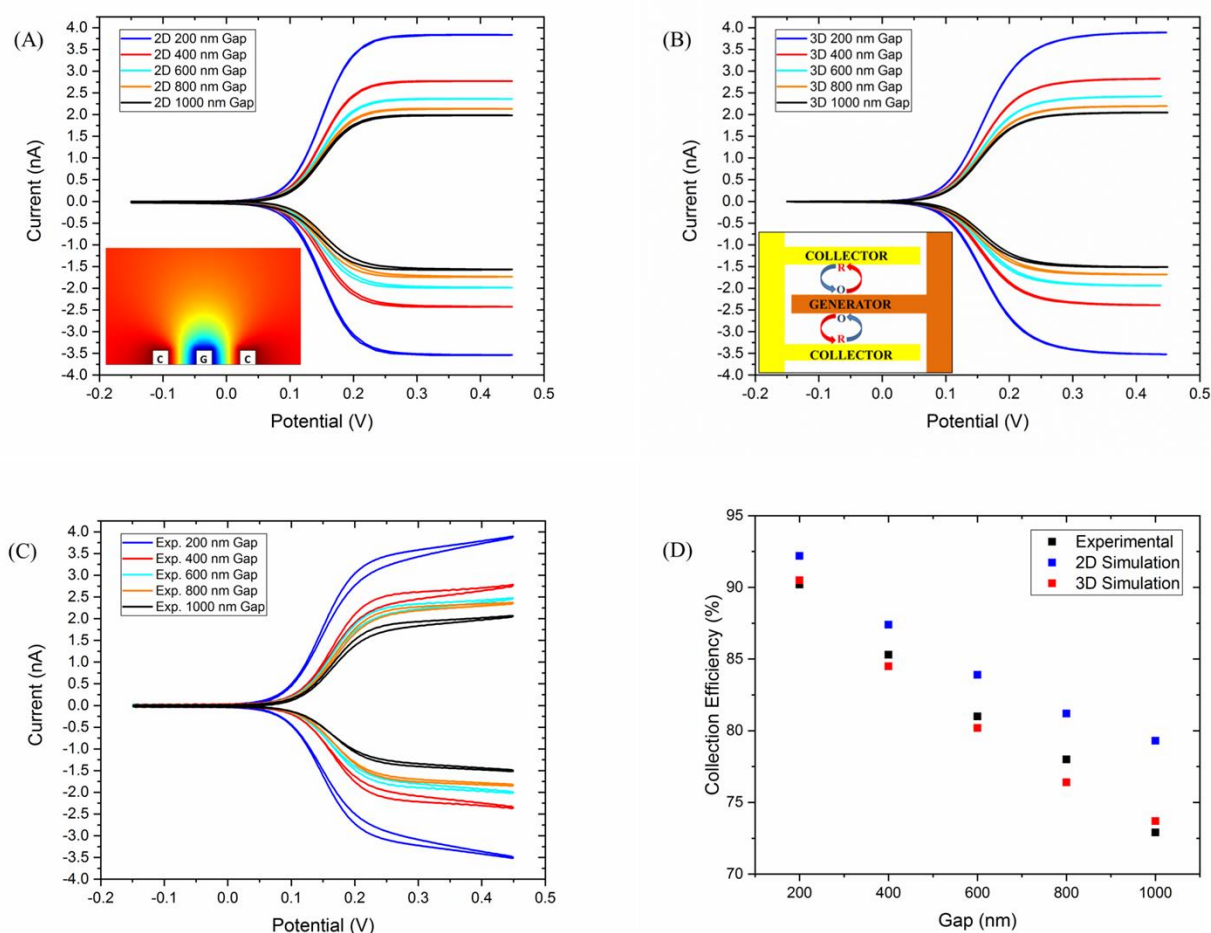 (A)
2D 200 nm Gap
2D 400 nm Gap
2D 600 nm Gap
2D 800 nm Gap
2D 1000 nm Gap
4.0
3.5
3.0
2.5
2.0
1.5
1.0
0.5
0.0
-0.5
-1.0
-1.5
-2.0
-2.5
-3.0
-3.5
-4.0
Current (nA)
C G C
-0.2 -0.1 0.0 0.1 0.2 0.3 0.4 0.5
Potential (V)
(B)
3D 200 nm Gap
3D 400 nm Gap
3D 600 nm Gap
3D 800 nm Gap
3D 1000 nm Gap
4.0
3.5
3.0
2.5
2.0
1.5
1.0
0.5
0.0
-0.5
-1.0
-1.5
-2.0
-2.5
-3.0
-3.5
-4.0
Current (nA)
COLLECTOR
R
O
GENERATOR
O
R
COLLECTOR
-0.2 -0.1 0.0 0.1 0.2 0.3 0.4 0.5
Potential (V)
(C)
Exp. 200 nm Gap
Exp. 400 nm Gap
Exp. 600 nm Gap
Exp. 800 nm Gap
Exp. 1000 nm Gap
4.0
3.5
3.0
2.5
2.0
1.5
1.0
0.5
0.0
-0.5
-1.0
-1.5
-2.0
-2.5
-3.0
-3.5
-4.0
Current (nA)
-0.2 -0.1 0.0 0.1 0.2 0.3 0.4 0.5
Potential (V)
(D)
Experimental
2D Simulation
3D Simulation
95
90
85
80
75
70
Collection Efficiency (%)
200 400 600 800 1000
Gap (nm)